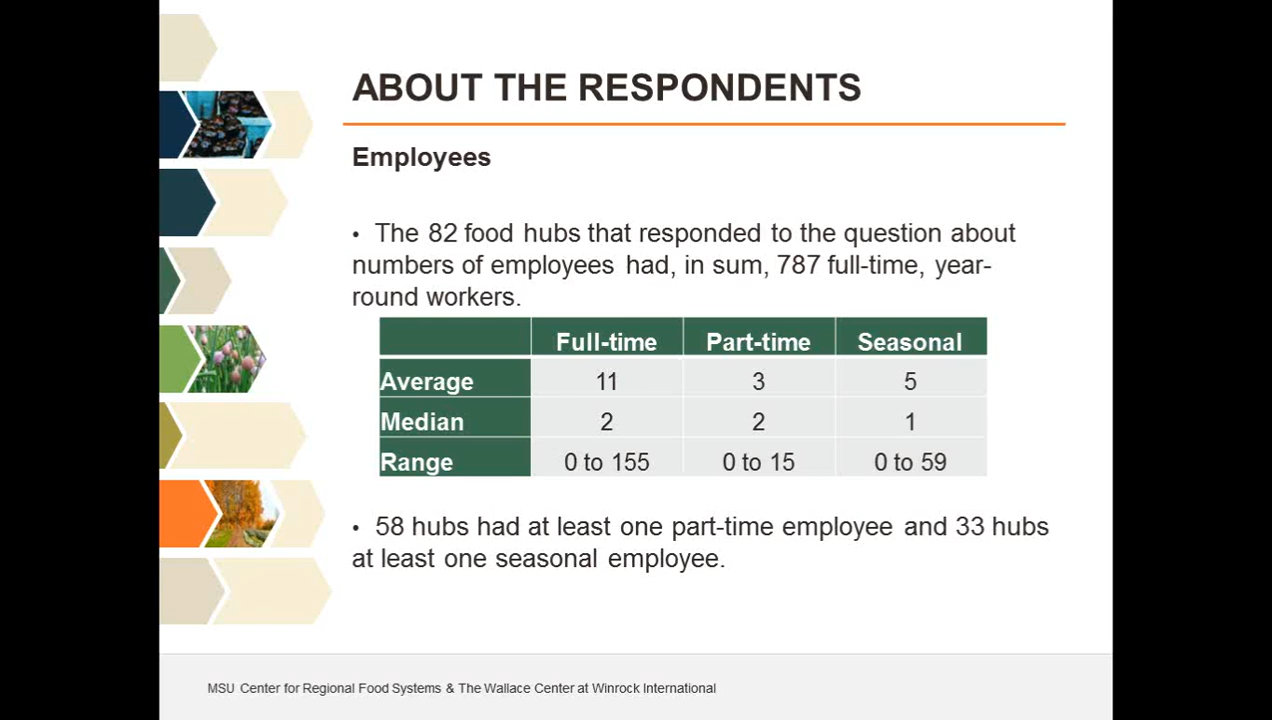 ABOUT THE RESPONDENTS
Employees
• The 82 food hubs that responded to the question about
numbers of employees had, in sum, 787 full-time, year-
round workers.
Full-time Part-time Seasonal
Average 11 3 5
Median 2 2 1
Range 0 to 155 0 to 15 0 to 59
• 58 hubs had at least one part-time employee and 33 hubs
at least one seasonal employee.
MSU Center for Regional Food Systems & The Wallace Center at Winrock International